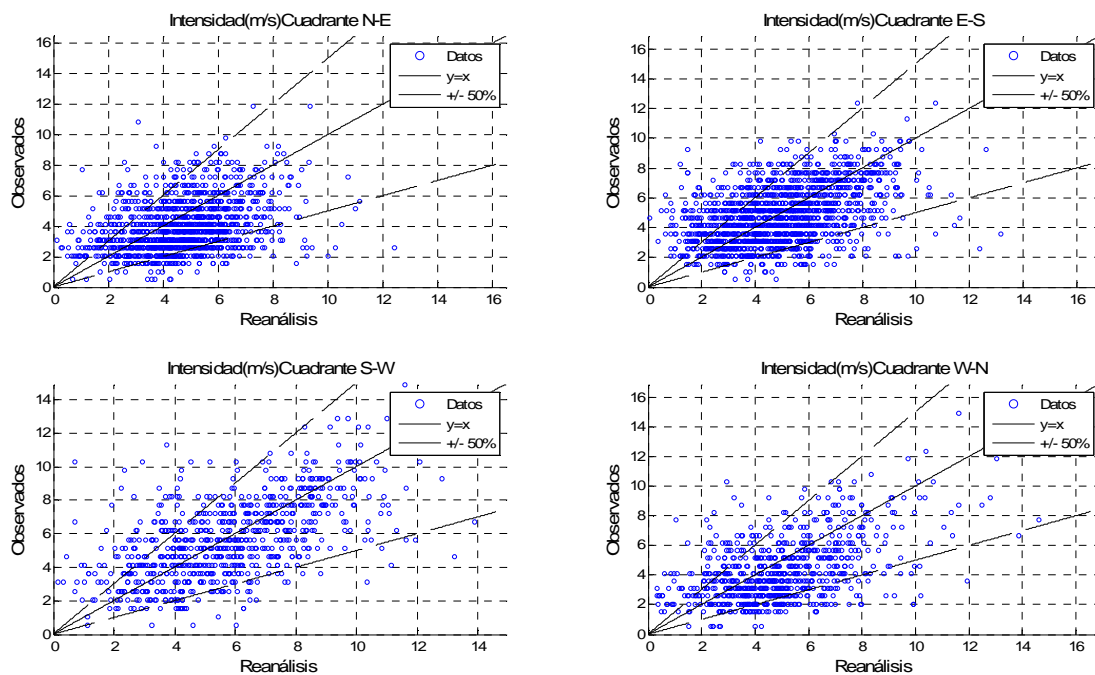 Intensidad(m/s)Cuadrante N-E
16
14
12
10
8
6
4
2
0
Observados
0 2 4 6 8 10 12 14 16
Reanálisis
Datos
y=x
+/- 50%
Intensidad(m/s)Cuadrante E-S
16
14
12
10
8
6
4
2
0
Observados
0 2 4 6 8 10 12 14 16
Reanálisis
Datos
y=x
+/- 50%
Intensidad(m/s)Cuadrante S-W
14
12
10
8
6
4
2
0
Observados
0 2 4 6 8 10 12 14
Reanálisis
Datos
y=x
+/- 50%
Intensidad(m/s)Cuadrante W-N
16
14
12
10
8
6
4
2
0
Observados
0 2 4 6 8 10 12 14 16
Reanálisis
Datos
y=x
+/- 50%